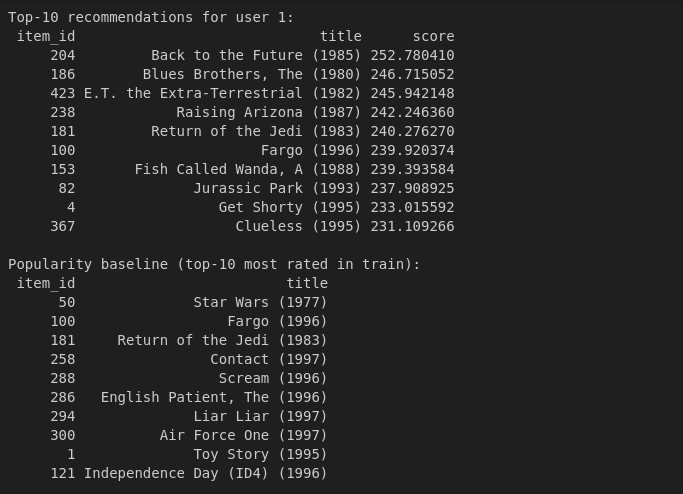 Top-10 recommendations for user 1:
item_id title score
204 Back to the Future (1985) 252.780410
186 Blues Brothers, The (1980) 246.715052
423 E.T. the Extra-Terrestrial (1982) 245.942148
238 Raising Arizona (1987) 242.246360
181 Return of the Jedi (1983) 240.276270
100 Fargo (1996) 239.920374
153 Fish Called Wanda, A (1988) 239.393584
82 Jurassic Park (1993) 237.908925
4 Get Shorty (1995) 233.015592
367 Clueless (1995) 231.109266
Popularity baseline (top-10 most rated in train):
item_id title
50 Star Wars (1977)
100 Fargo (1996)
181 Return of the Jedi (1983)
258 Contact (1997)
288 Scream (1996)
286 English Patient, The (1996)
294 Liar Liar (1997)
300 Air Force One (1997)
1 Toy Story (1995)
121 Independence Day (ID4) (1996)